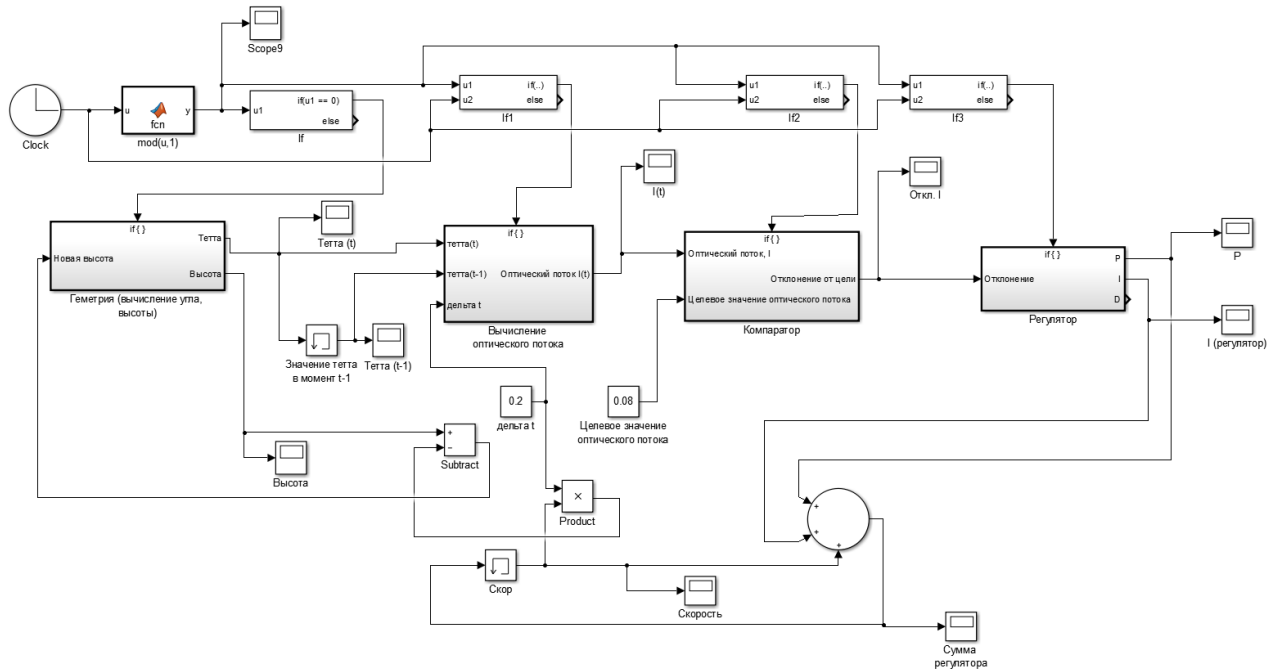 Scope9
Clock
u
fcn
y
mod(u,1)
u1
if(u1 == 0)
else
If
u1
u2
if(..)
else
If1
u1
u2
if(..)
else
If2
u1
u2
if(..)
else
If3
if { }
Новая высота
Тетта
Высота
Геметрия (вычисление угла,
высоты)
Тетта (t)
Значение тетта
в момент t-1
Тетта (t-1)
if { }
тетта(t)
тетта(t-1)
дельта t
Оптический поток I(t)
Вычисление
оптического потока
I(t)
if { }
Оптический поток, I
Целевое значение оптического потока
Отклонение от цели
Компаратор
Откл. I
if { }
Отклонение
P
I
D
Регулятор
P
I (регулятор)
0.2
дельта t
0.08
Целевое значение
оптического потока
+
−
Subtract
Высота
×
Product
+
+
+
Скор
Скорость
Сумма
регулятора